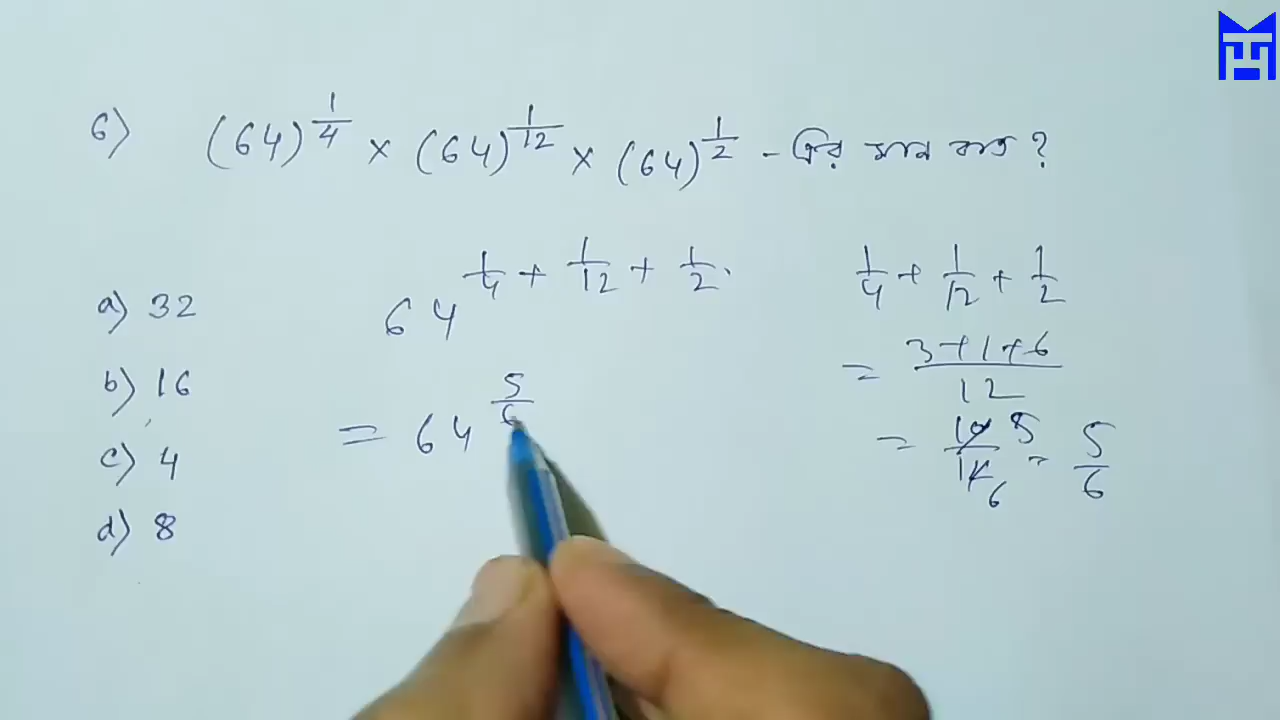 6) (64)^{1/4} × (64)^{1/12} × (64)^{1/2} - এর মান কত ?
64^{1/4 + 1/12 + 1/2}.
= 64^{5/6}
1/4 + 1/12 + 1/2
= 3+1+6/12
= 10/12 5/6 = 5/6
a) 32
b) 16
c) 4
d) 8